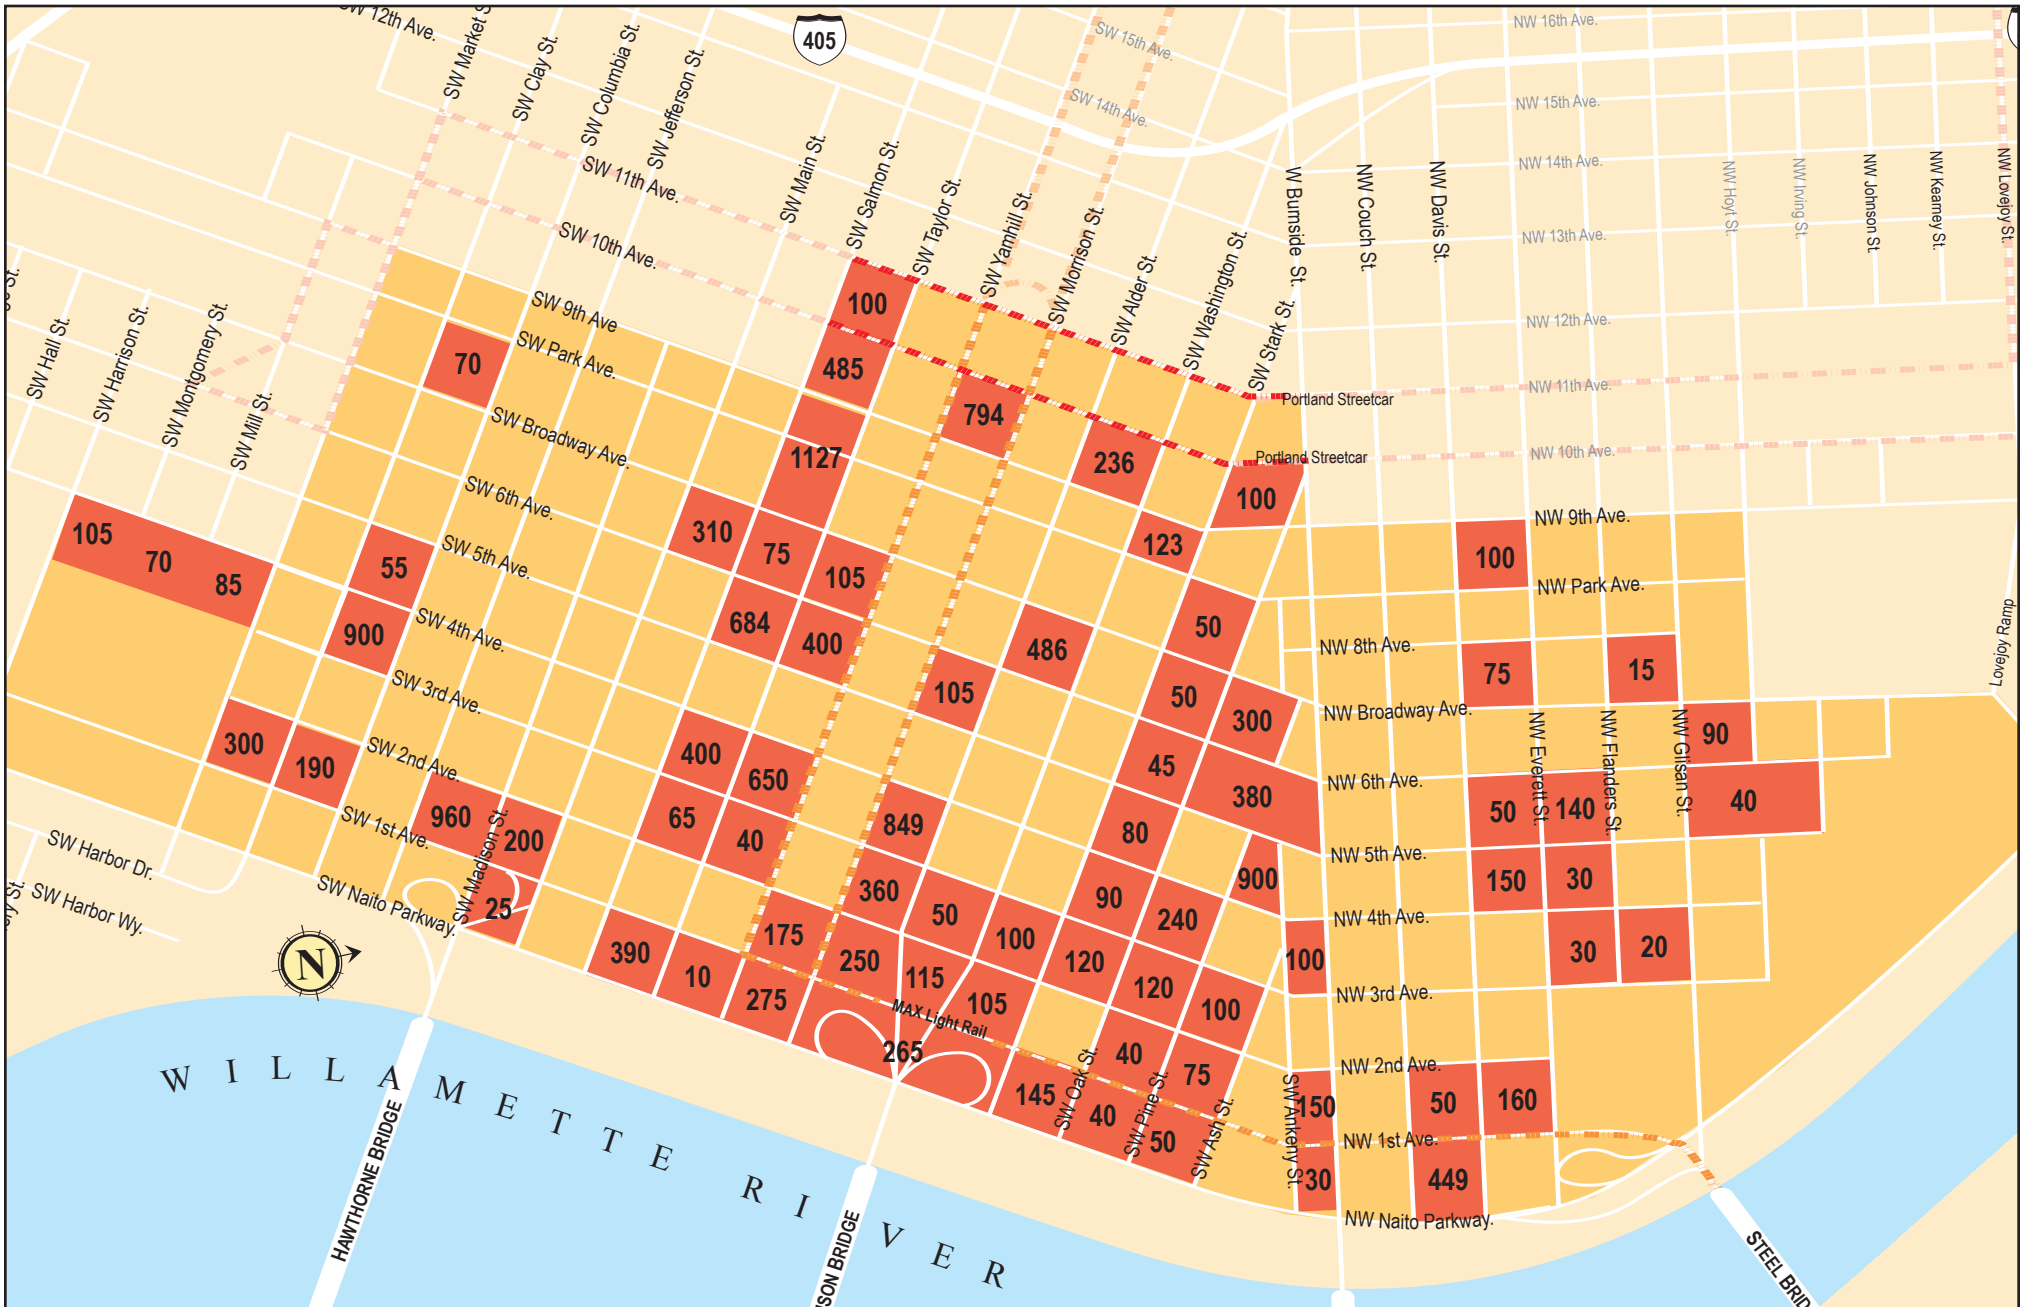 SW 12th Ave.
SW Market S
SW Clay St.
SW Columbia St.
SW Jefferson St.
405
SW 15th Ave.
SW 14th Ave.
NW 16th Ave.
NW 15th Ave.
NW 14th Ave.
NW 13th Ave.
NW 12th Ave.
NW 11th Ave.
NW 10th Ave.
SW 11th Ave.
SW 10th Ave.
SW Main St.
SW Salmon St.
SW Taylor St.
SW Yamhill St.
SW Morrison St.
SW Alder St.
SW Washington St.
SW Stark St.
W Burnside St.
NW Couch St.
NW Davis St.
NW Hoyt St.
NW Irving St.
NW Johnson St.
NW Kearney St.
NW Lovejoy St.
Portland Streetcar
Portland Streetcar
SW Hall St.
SW Harrison St.
SW Montgomery St.
SW Mill St.
SW 9th Ave
SW Park Ave.
SW Broadway Ave.
SW 6th Ave.
SW 5th Ave.
SW 4th Ave.
SW 3rd Ave.
SW 2nd Ave.
SW 1st Ave.
SW Naito Parkway.
SW Madison St.
SW Harbor Dr.
SW Harbor Wy.
NW 9th Ave.
NW Park Ave.
NW 8th Ave.
NW Broadway Ave.
NW 6th Ave.
NW 5th Ave.
NW 4th Ave.
NW 3rd Ave.
NW 2nd Ave.
NW 1st Ave.
NW Naito Parkway.
NW Everett St.
NW Flanders St.
NW Glisan St.
Lovejoy Ramp
SW Oak St.
SW Pine St.
SW Ash St.
SW Ankeny St.
MAX Light Rail
100
485
70
794
1127
236
100
310
75
105
123
100
105
70
85
55
900
684
400
486
50
105
50
300
75
15
90
300
190
400
650
45
380
50
140
40
960
200
65
40
849
80
25
360
50
90
240
900
150
30
390
10
175
275
250
115
100
105
120
120
100
100
30
20
265
145
40
75
40
50
150
30
50
160
449
N
WILLAMETTE RIVER
HAWTHORNE BRIDGE
SON BRIDGE
STEEL BRID